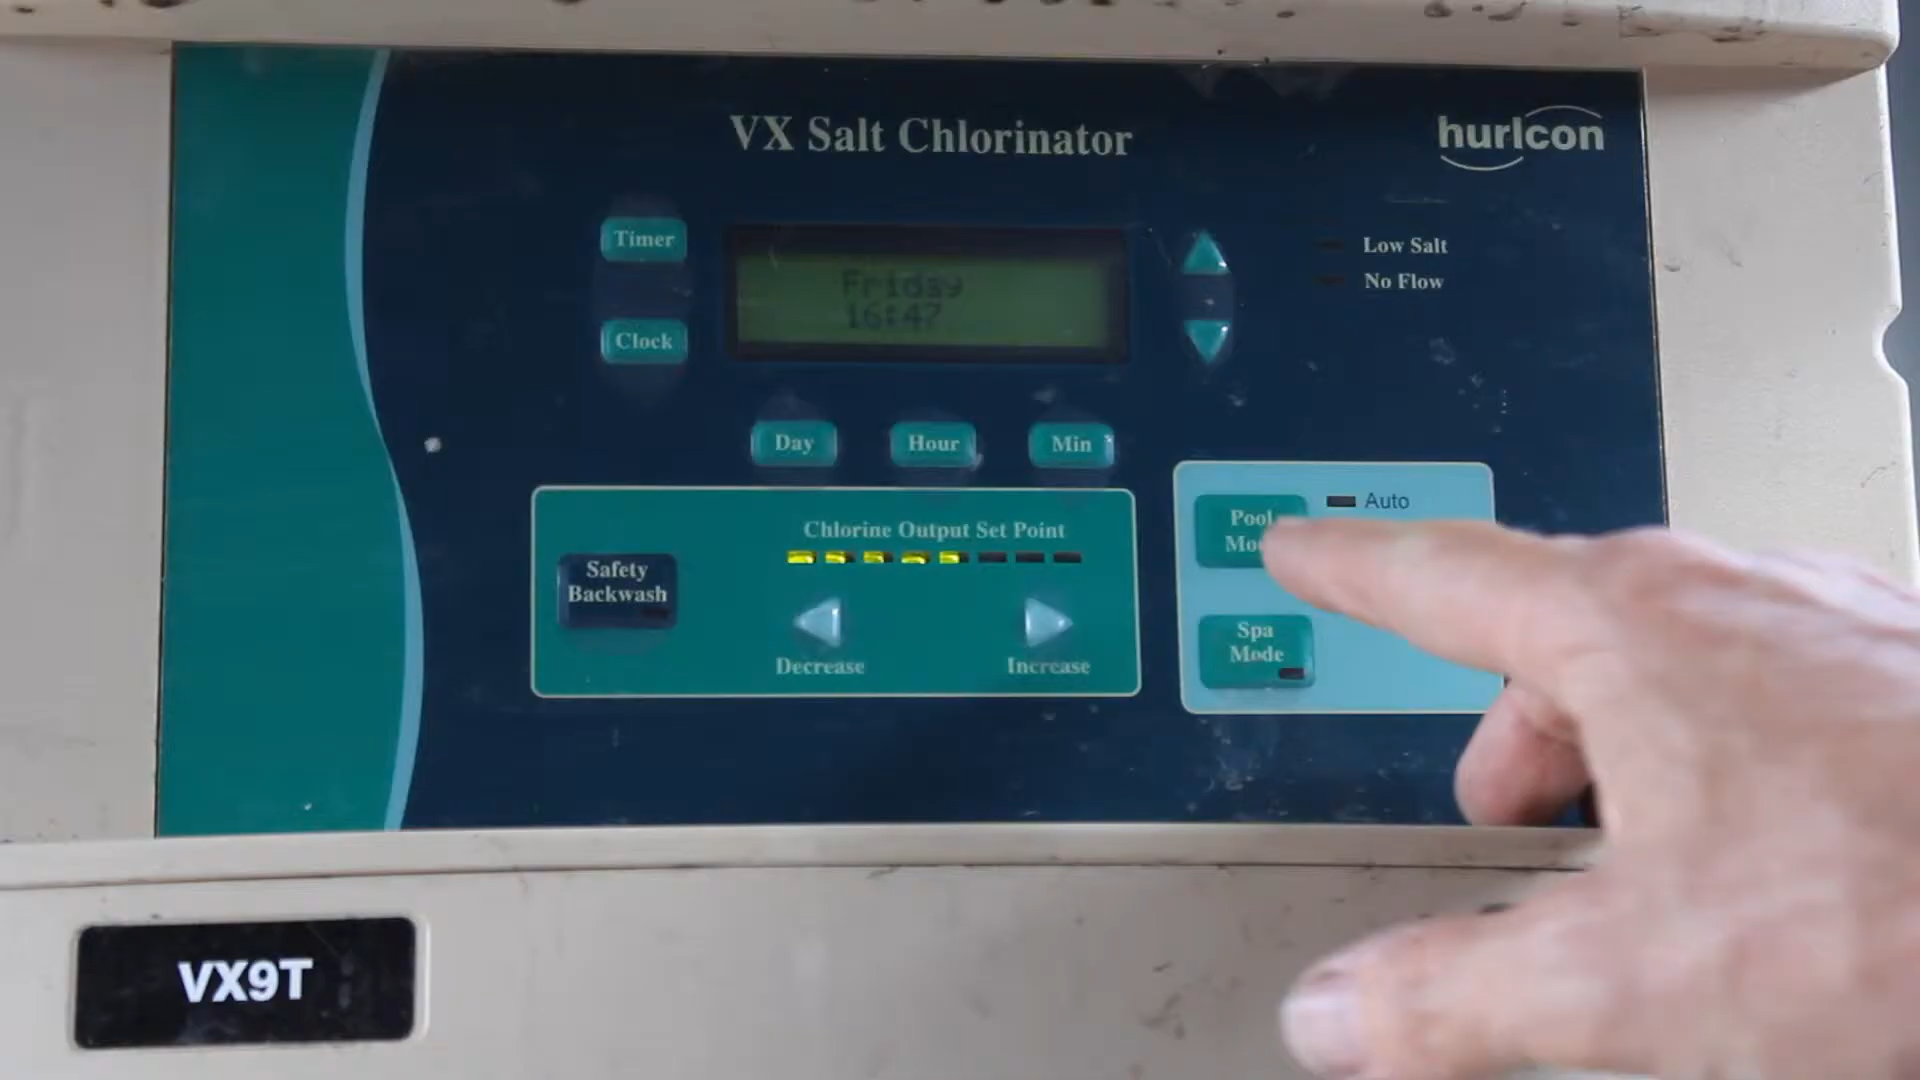 VX Salt Chlorinator
hurlcon
Timer
Friday
16:47
Clock
Low Salt
No Flow
Day
Hour
Min
Chlorine Output Set Point
Safety
Backwash
Decrease
Increase
Pool
Auto
Spa
Mode
VX9T